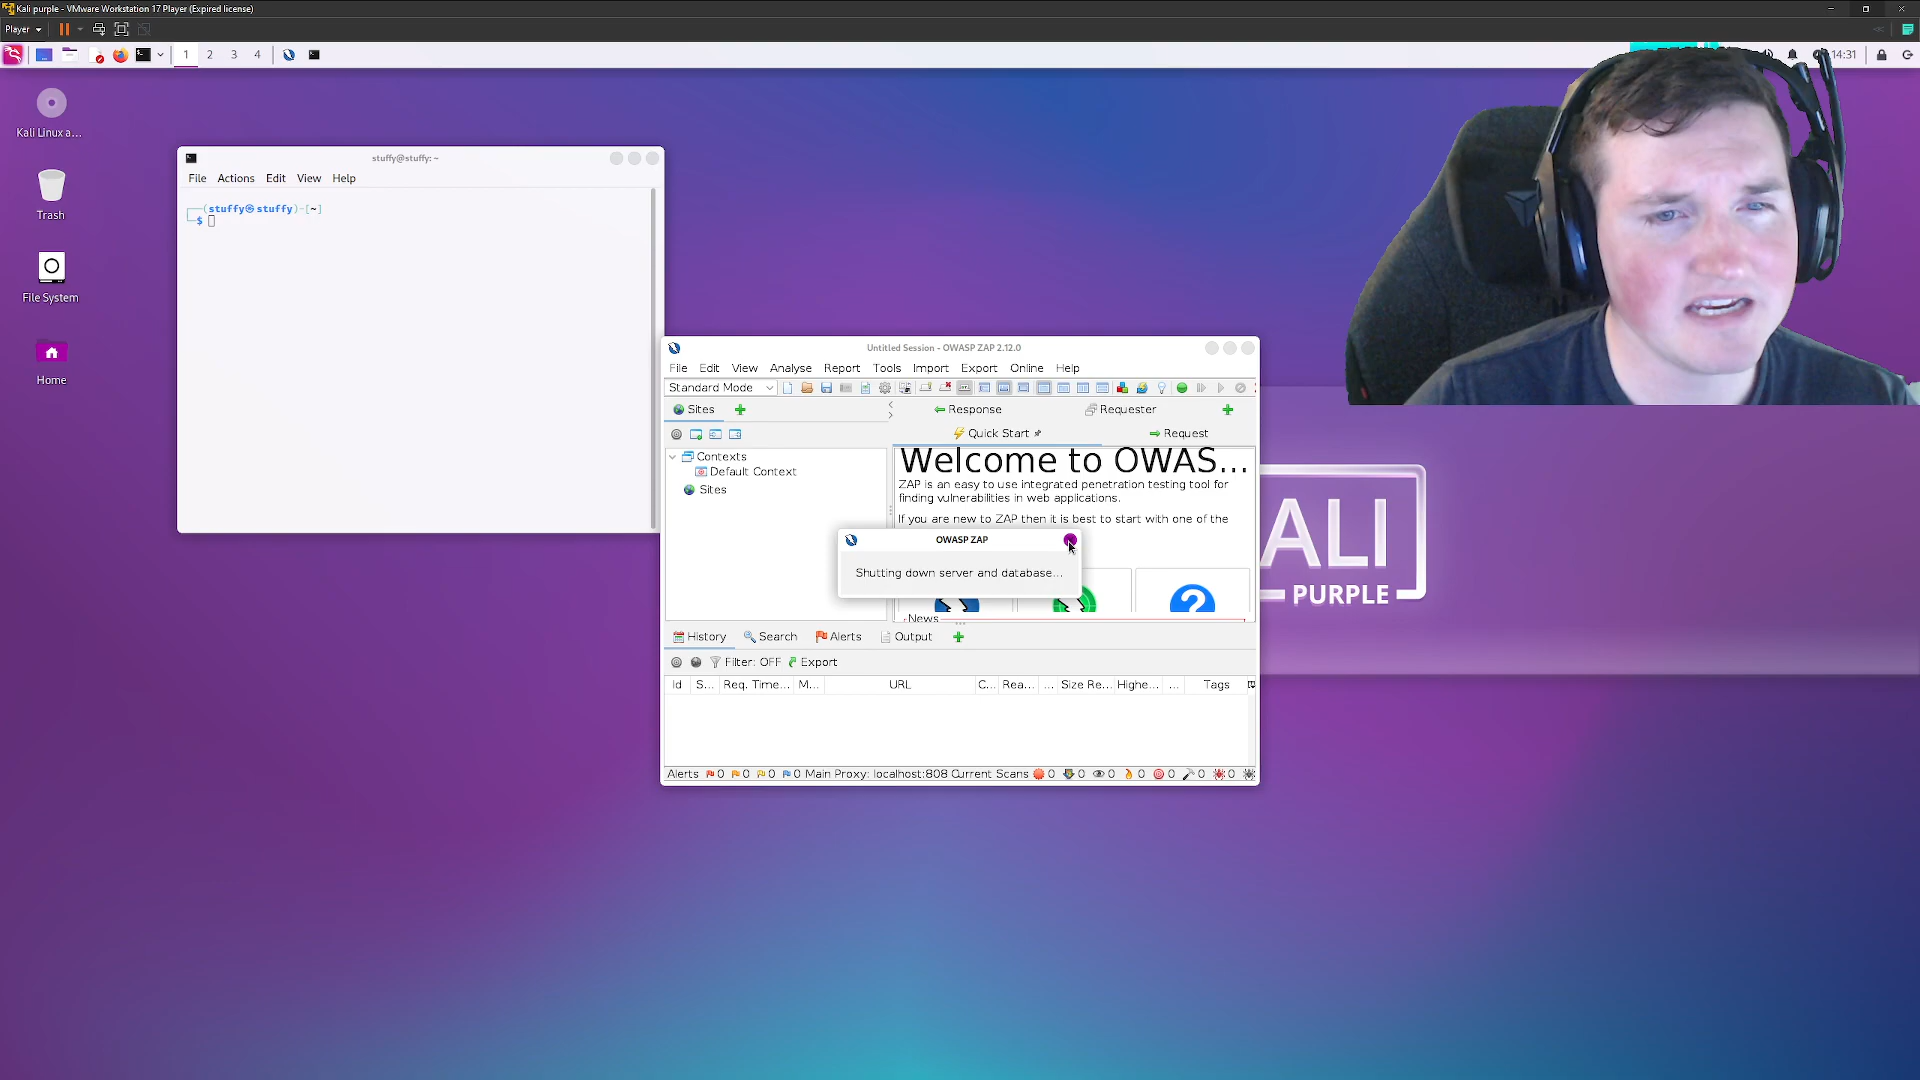 Kali purple - VMware Workstation 17 Player (Expired license)
Player
1 2 3 4
14:31
Kali Linux a...
Trash
File System
Home
stuffy@stuffy: ~
File Actions Edit View Help
(stuffy㉿stuffy)-[~]
$
Untitled Session - OWASP ZAP 2.12.0
File Edit View Analyse Report Tools Import Export Online Help
Standard Mode
Sites
Response
Requester
Quick Start
Request
Contexts
Default Context
Sites
Welcome to OWAS...
ZAP is an easy to use integrated penetration testing tool for
finding vulnerabilities in web applications.
If you are new to ZAP then it is best to start with one of the
OWASP ZAP
Shutting down server and database...
News
History Search Alerts Output
Filter: OFF Export
Id S... Req. Time... M... URL C... Rea... ... Size Re... Highe... ... Tags
Alerts 0 0 0 0 Main Proxy: localhost:808 Current Scans 0 0 0 0 0 0 0
ALI
PURPLE